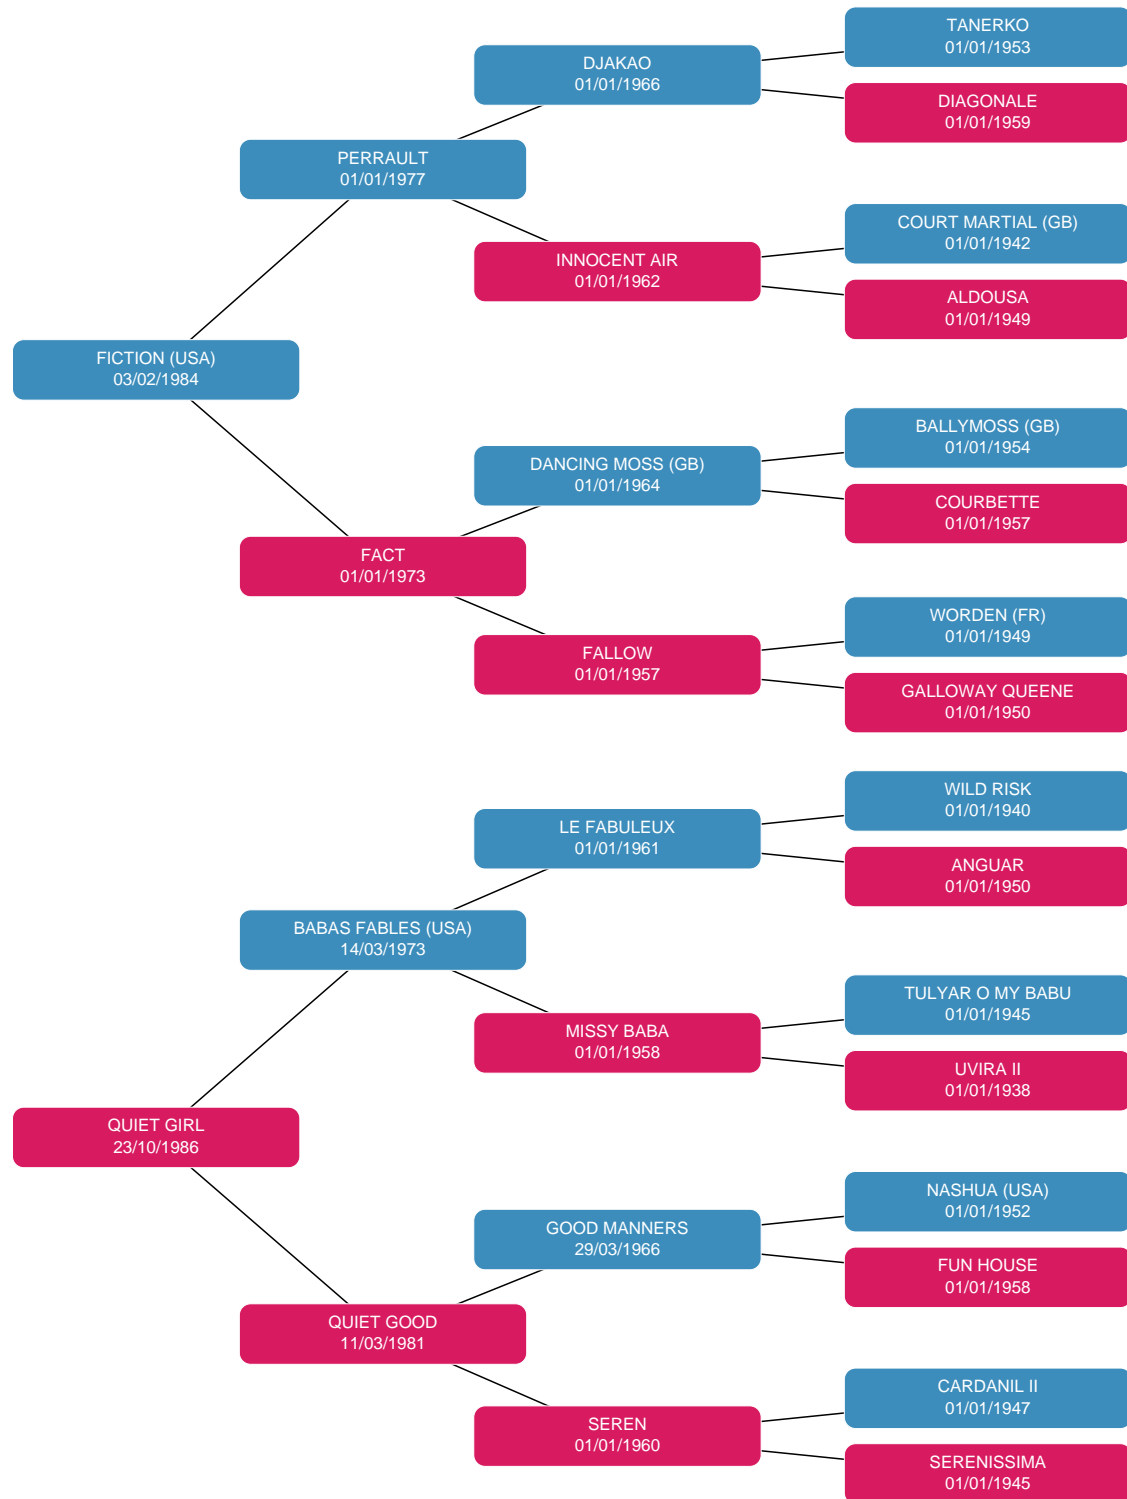 TANERKO
01/01/1953
DJAKAO
01/01/1966
DIAGONALE
01/01/1959
PERRAULT
01/01/1977
COURT MARTIAL (GB)
01/01/1942
INNOCENT AIR
01/01/1962
ALDOUSA
01/01/1949
FICTION (USA)
03/02/1984
BALLYMOSS (GB)
01/01/1954
DANCING MOSS (GB)
01/01/1964
COURBETTE
01/01/1957
FACT
01/01/1973
WORDEN (FR)
01/01/1949
FALLOW
01/01/1957
GALLOWAY QUEENE
01/01/1950
WILD RISK
01/01/1940
LE FABULEUX
01/01/1961
ANGUAR
01/01/1950
BABAS FABLES (USA)
14/03/1973
TULYAR O MY BABU
01/01/1945
MISSY BABA
01/01/1958
UVIRA II
01/01/1938
QUIET GIRL
23/10/1986
NASHUA (USA)
01/01/1952
GOOD MANNERS
29/03/1966
FUN HOUSE
01/01/1958
QUIET GOOD
11/03/1981
CARDANIL II
01/01/1947
SEREN
01/01/1960
SERENISSIMA
01/01/1945